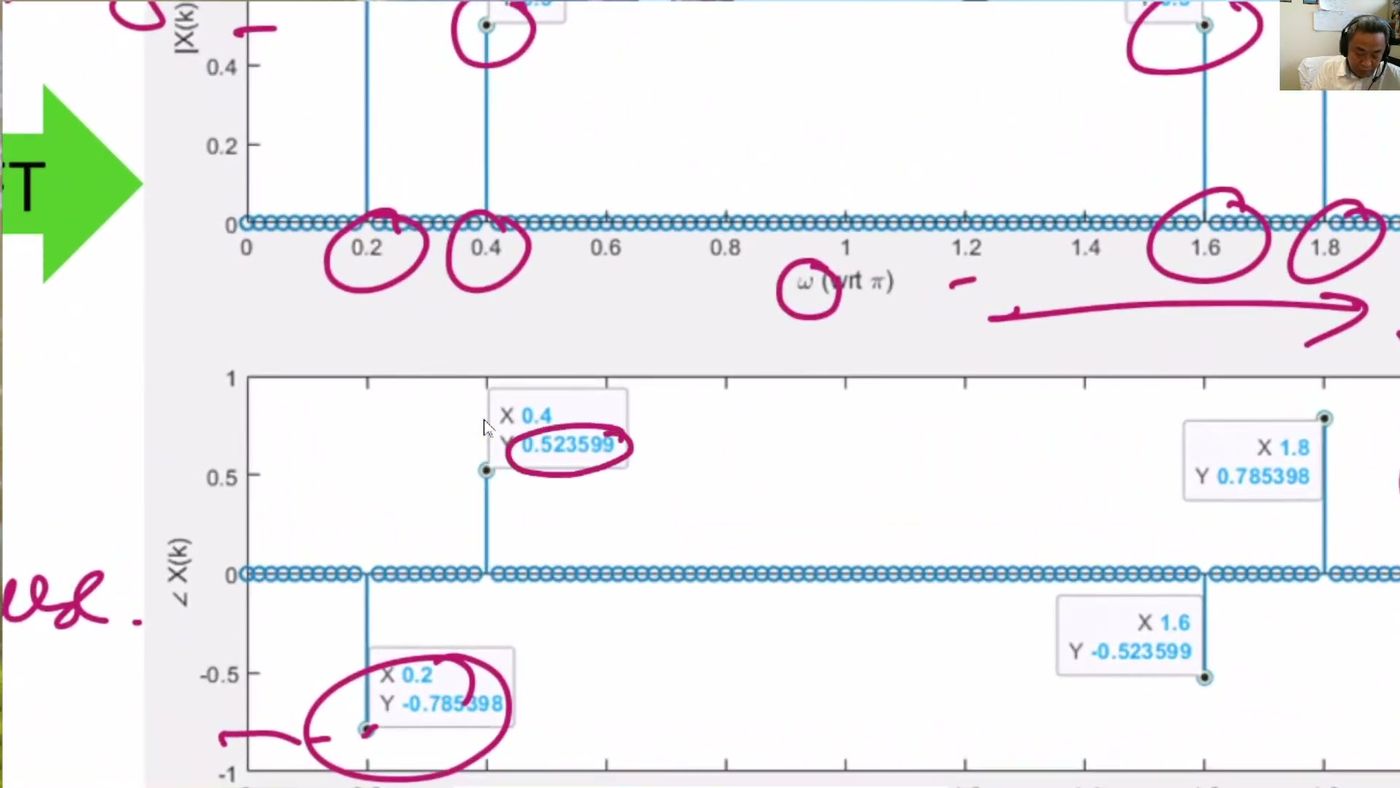 |X(k)
0.4
0.2
0
0 0.2 0.4 0.6 0.8 1 1.2 1.4 1.6 1.8
ω (wrt π)
T
1
0.5
0
-0.5
-1
∠ X(k)
X 0.4
Y 0.523599
X 1.8
Y 0.785398
X 1.6
Y -0.523599
X 0.2
Y -0.785398